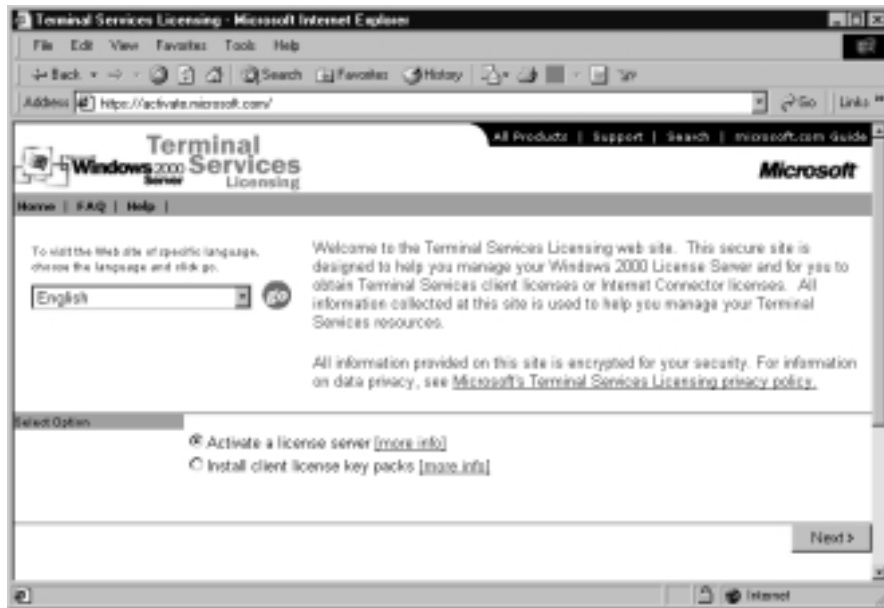 Terminal Services Licensing - Microsoft Internet Explorer
File Edit View Favorites Tools Help
Back Search Favorites History
Address https://activate.microsoft.com/ Go Links »
All Products | Support | Search | microsoft.com Guide
Terminal
Windows 2000 Services
Server Licensing
Microsoft
Home | FAQ | Help |
To visit the Web site of specific language,
choose the language and click go.
English go
Welcome to the Terminal Services Licensing web site. This secure site is
designed to help you manage your Windows 2000 License Server and for you to
obtain Terminal Services client licenses or Internet Connector licenses. All
information collected at this site is used to help you manage your Terminal
Services resources.
All information provided on this site is encrypted for your security. For information
on data privacy, see Microsoft's Terminal Services Licensing privacy policy.
Select Option
Activate a license server [more info]
Install client license key packs [more info]
Next >
Internet